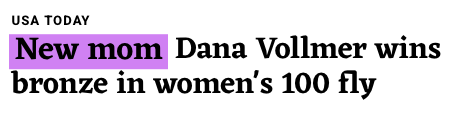 USA TODAY
New mom Dana Vollmer wins
bronze in women's 100 fly